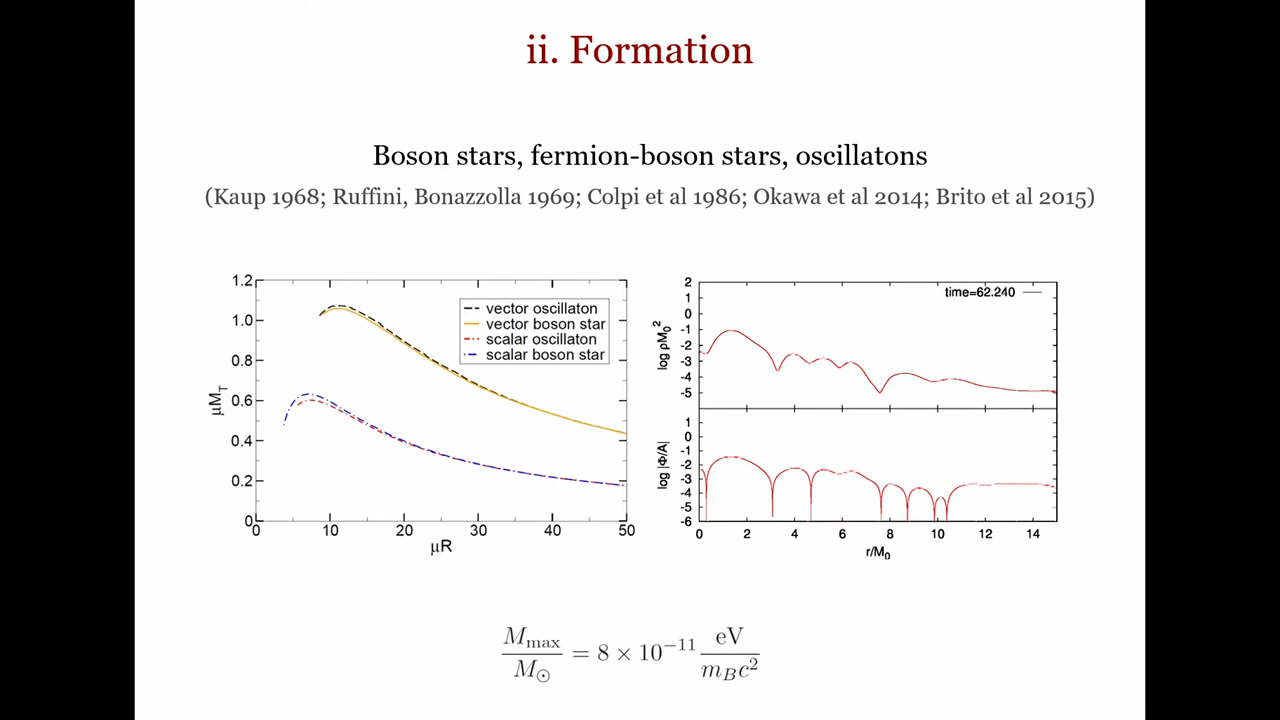 ii. Formation
Boson stars, fermion-boson stars, oscillatons
(Kaup 1968; Ruffini, Bonazzolla 1969; Colpi et al 1986; Okawa et al 2014; Brito et al 2015)
1.2
1.0
0.8
0.6
0.4
0.2
0
μM_T
vector oscillaton
vector boson star
scalar oscillaton
scalar boson star
0 10 20 30 40 50
μR
2
1
0
-1
-2
-3
-4
-5
log ρM₀²
time=62.240
1
0
-1
-2
-3
-4
-5
-6
log |Φ/A|
0 2 4 6 8 10 12 14
r/M₀
M_max/M_⊙ = 8 × 10⁻¹¹ eV/m_B c²